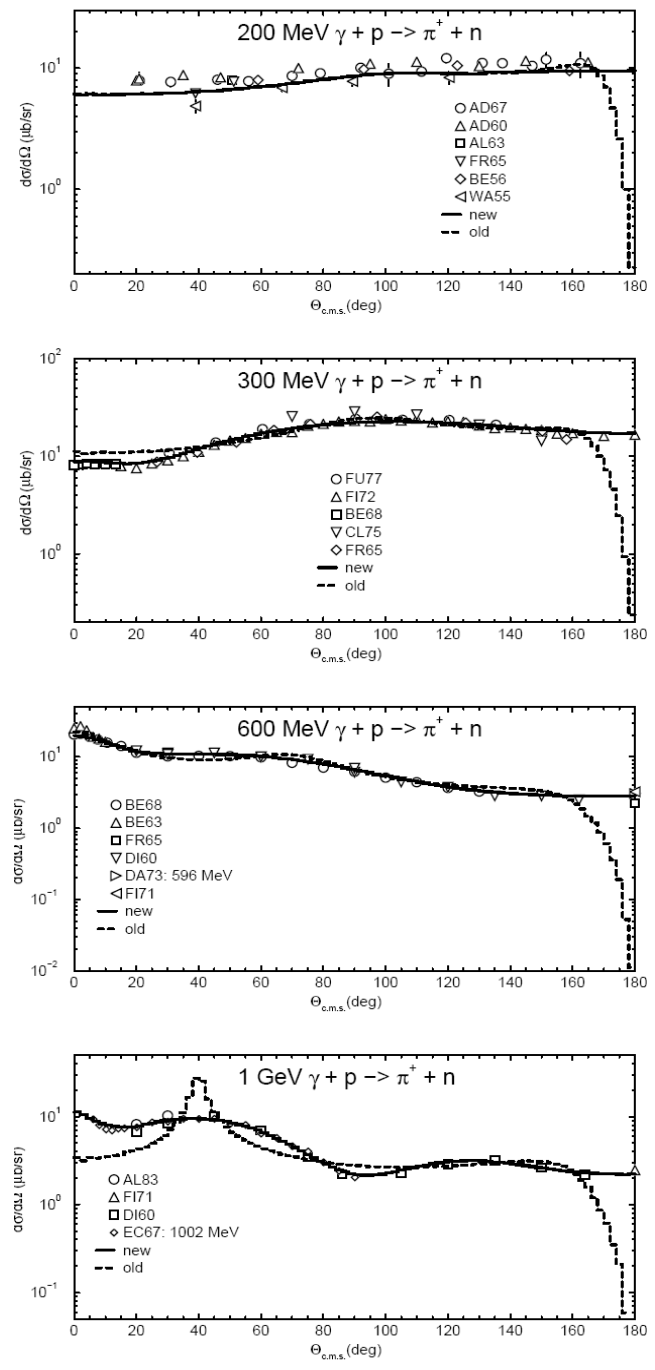 200 MeV γ + p −> π⁺ + n
dσ/dΩ (μb/sr)
10¹
10⁰
AD67
AD60
AL63
FR65
BE56
WA55
new
old
0 20 40 60 80 100 120 140 160 180
Θc.m.s.(deg)
300 MeV γ + p −> π⁺ + n
dσ/dΩ (μb/sr)
10²
10¹
10⁰
FU77
FI72
BE68
CL75
FR65
new
old
0 20 40 60 80 100 120 140 160 180
Θc.m.s.(deg)
600 MeV γ + p −> π⁺ + n
dσ/dΩ (μb/sr)
10¹
10⁰
10⁻¹
10⁻²
BE68
BE63
FR65
DI60
DA73: 596 MeV
FI71
new
old
0 20 40 60 80 100 120 140 160 180
Θc.m.s.(deg)
1 GeV γ + p −> π⁺ + n
dσ/dΩ (μb/sr)
10¹
10⁰
10⁻¹
AL83
FI71
DI60
EC67: 1002 MeV
new
old
0 20 40 60 80 100 120 140 160 180
Θc.m.s.(deg)